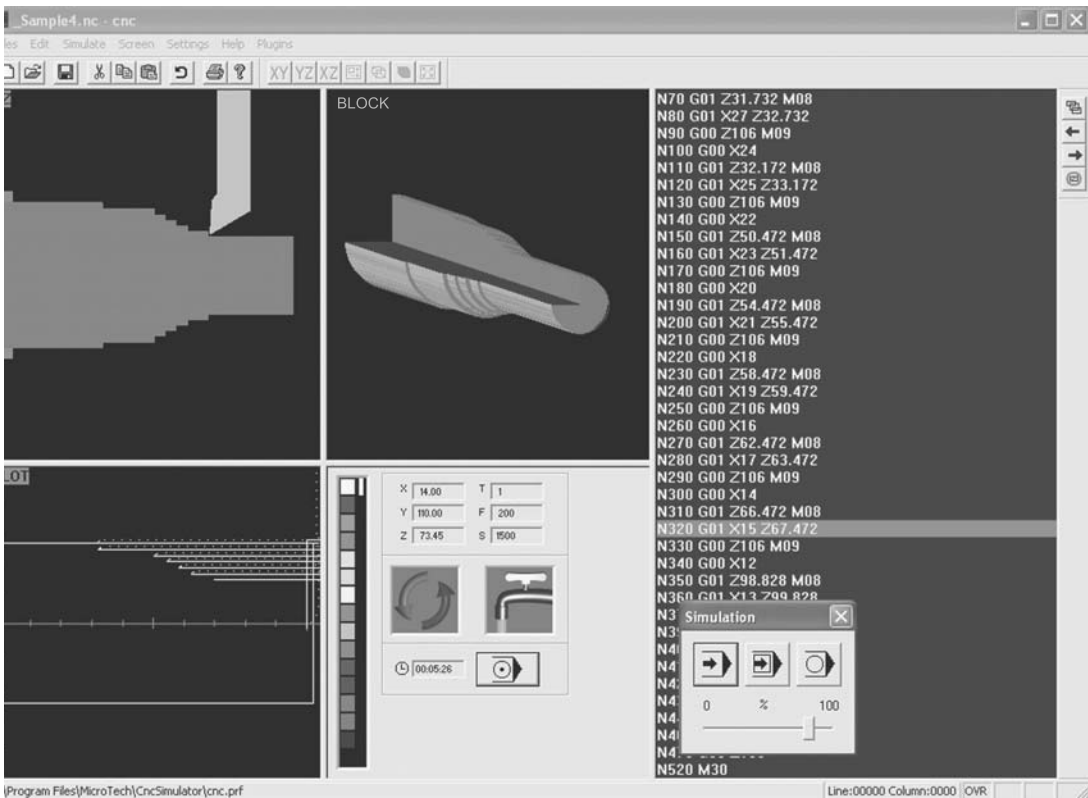 _Sample4.nc - cnc
les Edit Simulate Screen Settings Help Plugins
XY YZ XZ
Z
BLOCK
N70 G01 Z31.732 M08
N80 G01 X27 Z32.732
N90 G00 Z106 M09
N100 G00 X24
N110 G01 Z32.172 M08
N120 G01 X25 Z33.172
N130 G00 Z106 M09
N140 G00 X22
N150 G01 Z50.472 M08
N160 G01 X23 Z51.472
N170 G00 Z106 M09
N180 G00 X20
N190 G01 Z54.472 M08
N200 G01 X21 Z55.472
N210 G00 Z106 M09
N220 G00 X18
N230 G01 Z58.472 M08
N240 G01 X19 Z59.472
N250 G00 Z106 M09
N260 G00 X16
N270 G01 Z62.472 M08
N280 G01 X17 Z63.472
N290 G00 Z106 M09
N300 G00 X14
N310 G01 Z66.472 M08
N320 G01 X15 Z67.472
N330 G00 Z106 M09
N340 G00 X12
N350 G01 Z98.828 M08
N360 G01 X13 Z99.828
N520 M30
LOT
X 14.00 T 1
Y 110.00 F 200
Z 73.45 S 1500
00:05:26
Simulation
0 % 100
\Program Files\MicroTech\CncSimulator\cnc.prf
Line:00000 Column:0000 OVR